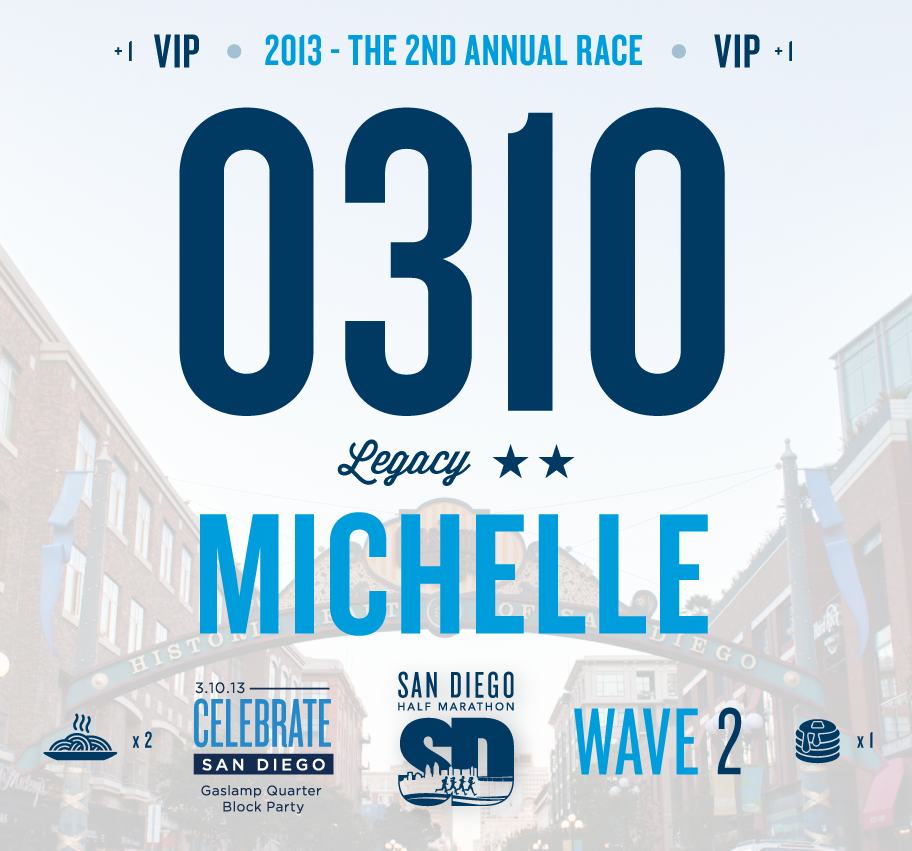 +1 VIP • 2013 - THE 2ND ANNUAL RACE • VIP +1
0310
Legacy ★★
MICHELLE
HISTORIC HEART OF SAN DIEGO
3.10.13
CELEBRATE
SAN DIEGO
Gaslamp Quarter
Block Party
x 2
SAN DIEGO
HALF MARATHON
SD
WAVE 2
x 1